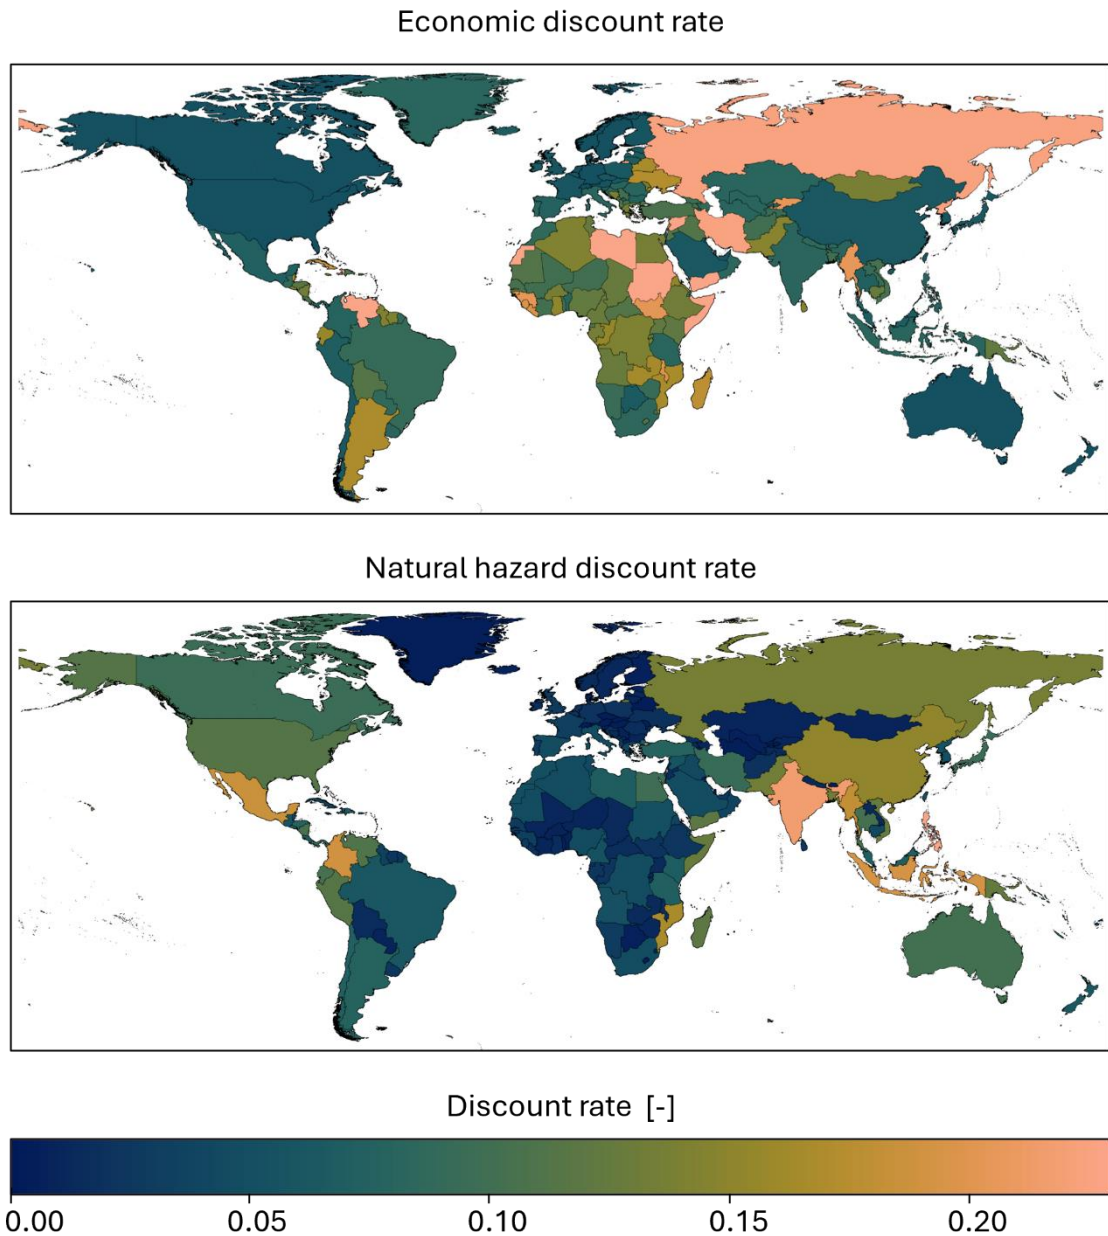 Economic discount rate
Natural hazard discount rate
Discount rate [-]
0.00 0.05 0.10 0.15 0.20